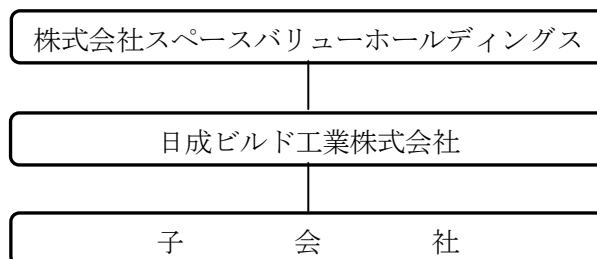 株式会社スペースバリューホールディングス
日成ビルド工業株式会社
子　会　社